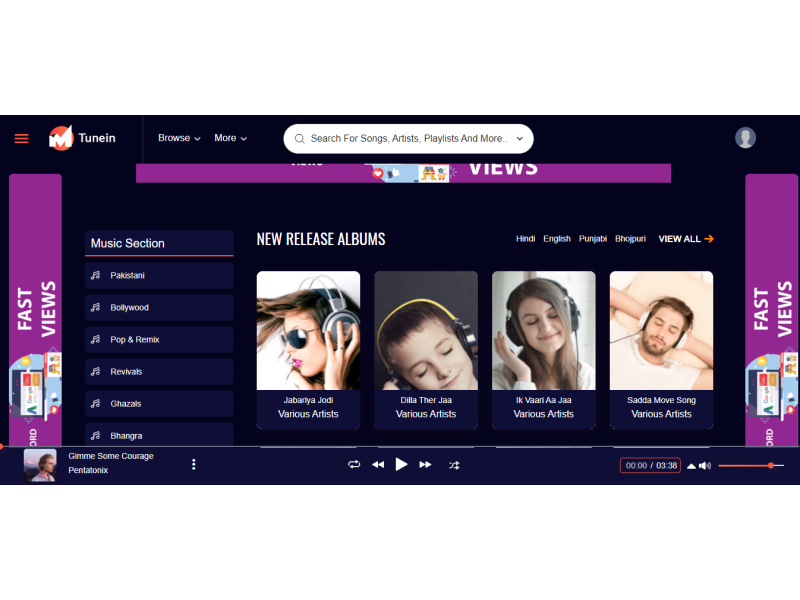 Tunein
Browse
More
Search For Songs, Artists, Playlists And More..
VIEWS
FAST
VIEWS
FAST
VIEWS
Music Section
Pakistani
Bollywood
Pop & Remix
Revivals
Ghazals
Bhangra
NEW RELEASE ALBUMS
Hindi English Punjabi Bhojpuri VIEW ALL
Jabariya Jodi
Various Artists
Dilla Ther Jaa
Various Artists
Ik Vaari Aa Jaa
Various Artists
Sadda Move Song
Various Artists
Gimme Some Courage
Pentatonix
00:00 / 03:38